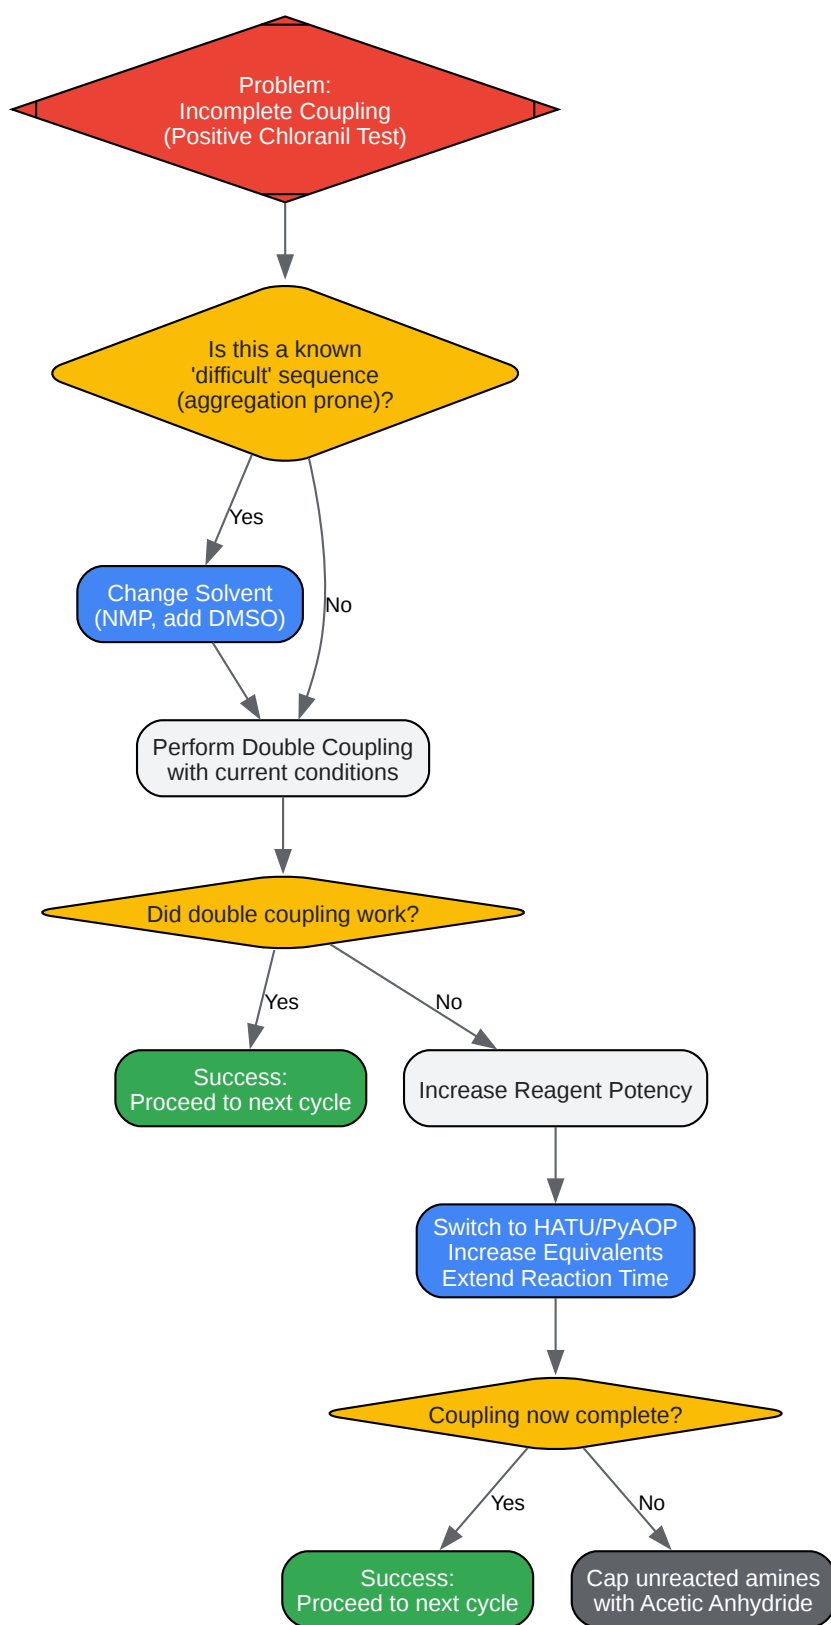 Problem:
Incomplete Coupling
(Positive Chloranil Test)
Is this a known
'difficult' sequence
(aggregation prone)?
Yes
Change Solvent
(NMP, add DMSO)
No
Perform Double Coupling
with current conditions
Did double coupling work?
Yes
No
Success:
Proceed to next cycle
Increase Reagent Potency
Switch to HATU/PyAOP
Increase Equivalents
Extend Reaction Time
Coupling now complete?
Yes
No
Success:
Proceed to next cycle
Cap unreacted amines
with Acetic Anhydride